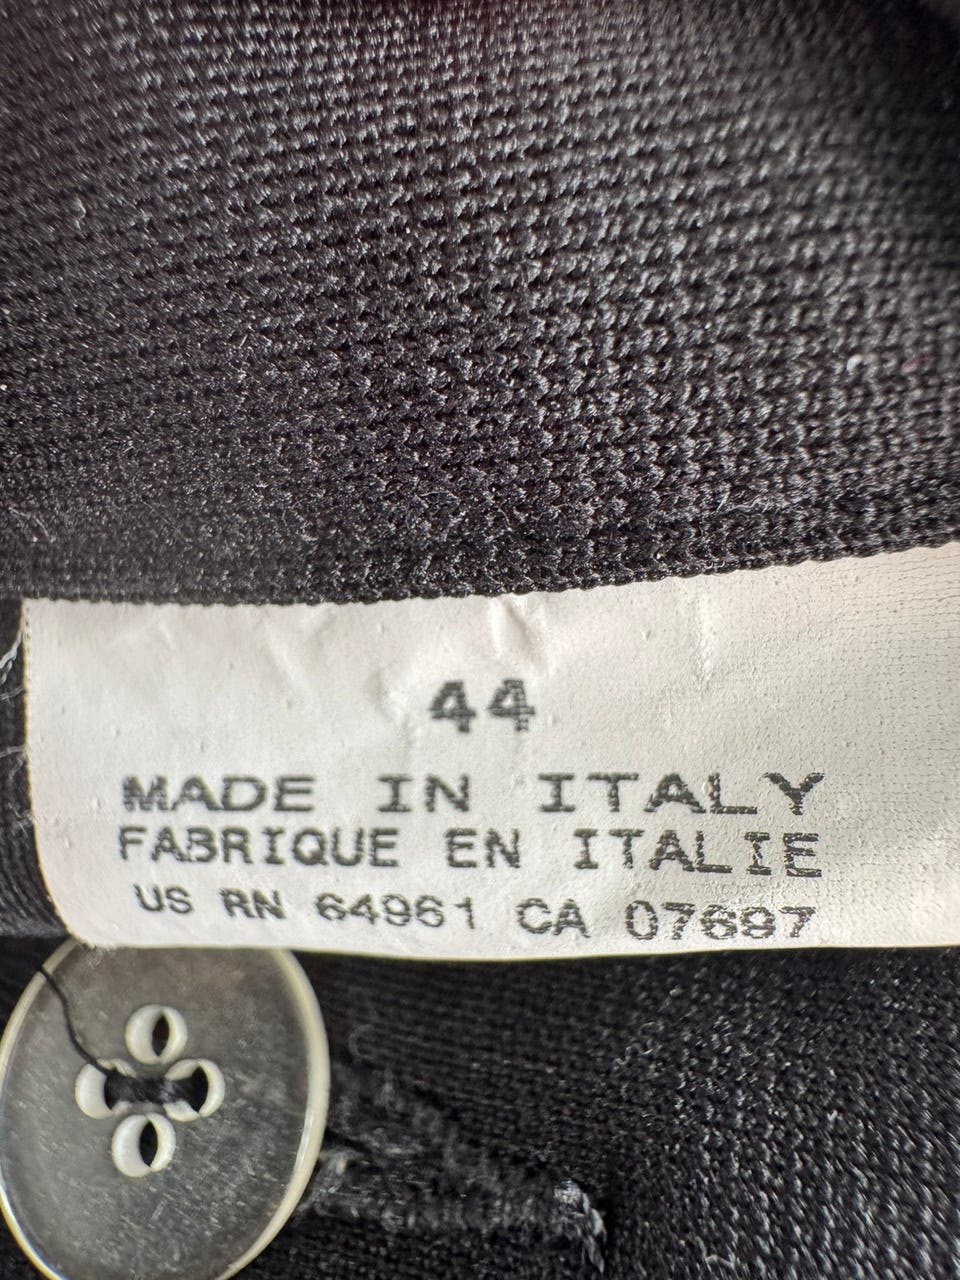 44
MADE IN ITALY
FABRIQUE EN ITALIE
US RN 64961 CA 07697